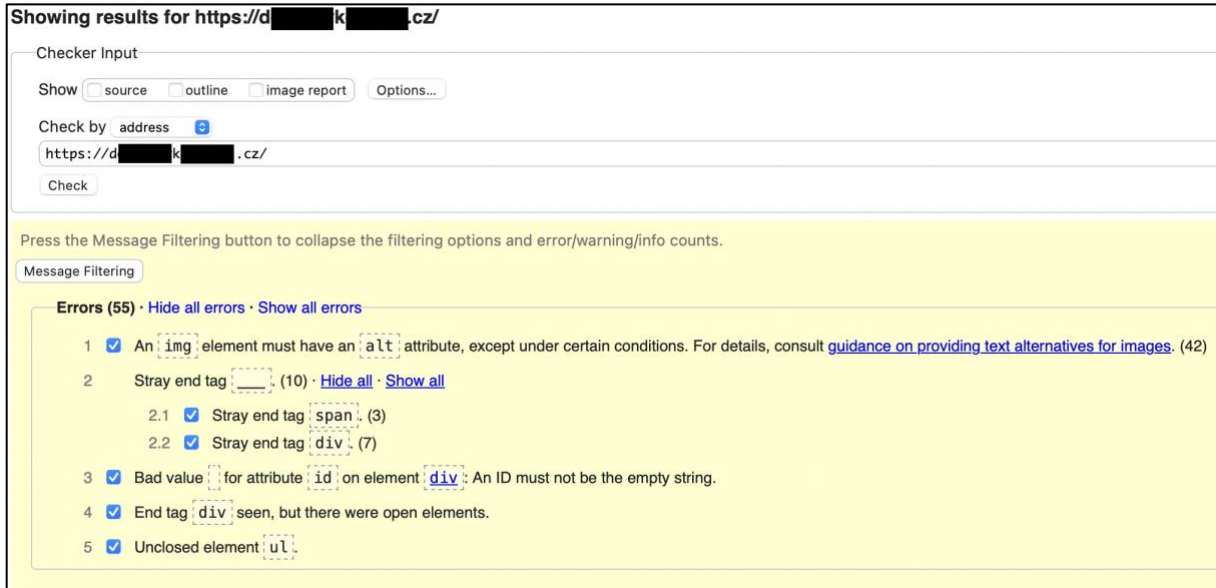 Showing results for https://d k .cz/
Checker Input
Show source outline image report Options...
Check by address
https://d k .cz/
Check
Press the Message Filtering button to collapse the filtering options and error/warning/info counts.
Message Filtering
Errors (55) · Hide all errors · Show all errors
1 An img element must have an alt attribute, except under certain conditions. For details, consult guidance on providing text alternatives for images. (42)
2 Stray end tag ___. (10) · Hide all · Show all
2.1 Stray end tag span. (3)
2.2 Stray end tag div. (7)
3 Bad value for attribute id on element div: An ID must not be the empty string.
4 End tag div seen, but there were open elements.
5 Unclosed element ul.